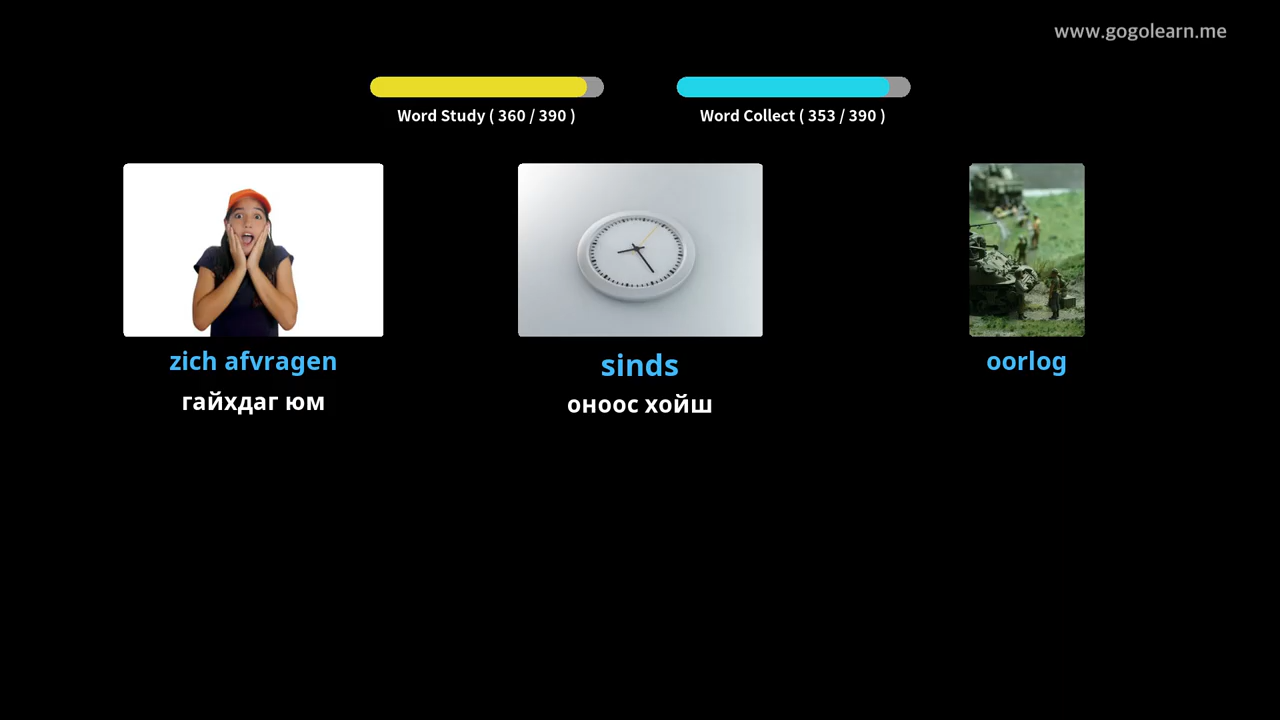 www.gogolearn.me
Word Study ( 360 / 390 )
Word Collect ( 353 / 390 )
zich afvragen
sinds
oorlog
гайхдаг юм
оноос хойш